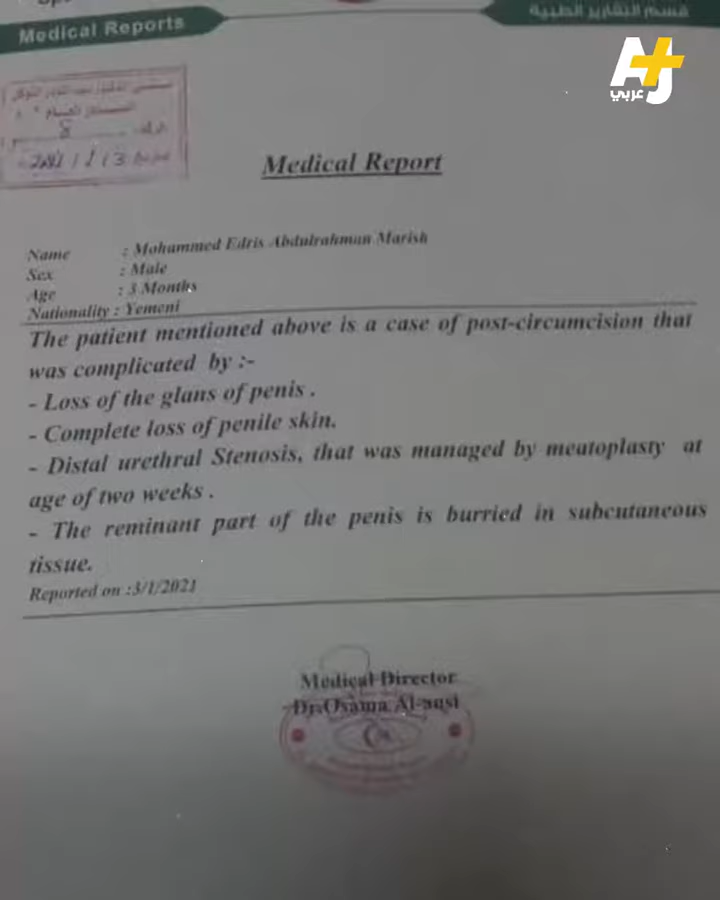 Medical Reports
قسم التقارير الطبية
عربي
Medical Report
Name : Mohammed Edris Abdulrahman Marish
Sex : Male
Age : 3 Months
Nationality : Yemeni
The patient mentioned above is a case of post-circumcision that
was complicated by :-
- Loss of the glans of penis .
- Complete loss of penile skin.
- Distal urethral Stenosis, that was managed by meatoplasty at
age of two weeks .
- The reminant part of the penis is burried in subcutaneous
tissue.
Reported on :3/1/2021
Medical Director
Dr.Osama Al-ansi